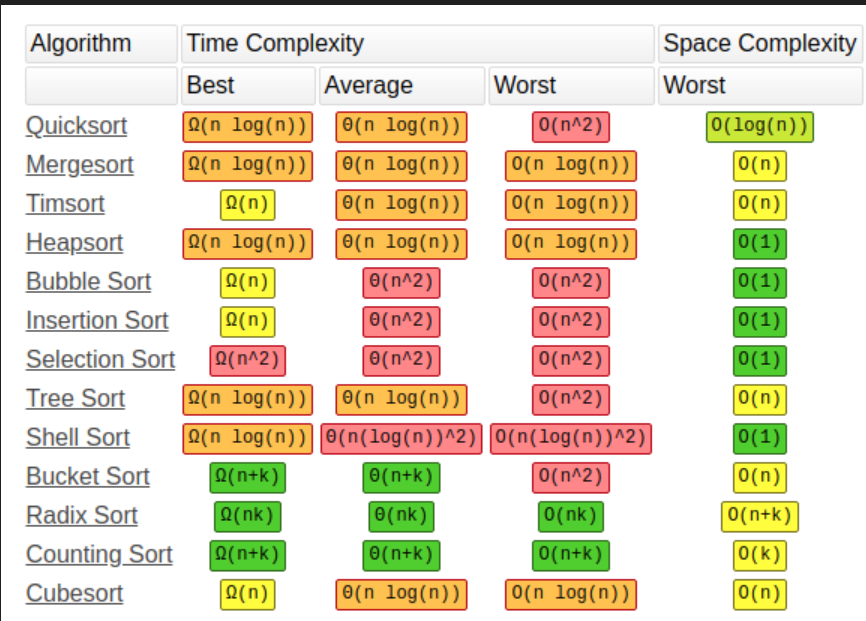 Algorithm Time Complexity Space Complexity
Best Average Worst Worst
Quicksort Ω(n log(n)) Θ(n log(n)) O(n^2) O(log(n))
Mergesort Ω(n log(n)) Θ(n log(n)) O(n log(n)) O(n)
Timsort Ω(n) Θ(n log(n)) O(n log(n)) O(n)
Heapsort Ω(n log(n)) Θ(n log(n)) O(n log(n)) O(1)
Bubble Sort Ω(n) Θ(n^2) O(n^2) O(1)
Insertion Sort Ω(n) Θ(n^2) O(n^2) O(1)
Selection Sort Ω(n^2) Θ(n^2) O(n^2) O(1)
Tree Sort Ω(n log(n)) Θ(n log(n)) O(n^2) O(n)
Shell Sort Ω(n log(n)) Θ(n(log(n))^2) O(n(log(n))^2) O(1)
Bucket Sort Ω(n+k) Θ(n+k) O(n^2) O(n)
Radix Sort Ω(nk) Θ(nk) O(nk) O(n+k)
Counting Sort Ω(n+k) Θ(n+k) O(n+k) O(k)
Cubesort Ω(n) Θ(n log(n)) O(n log(n)) O(n)